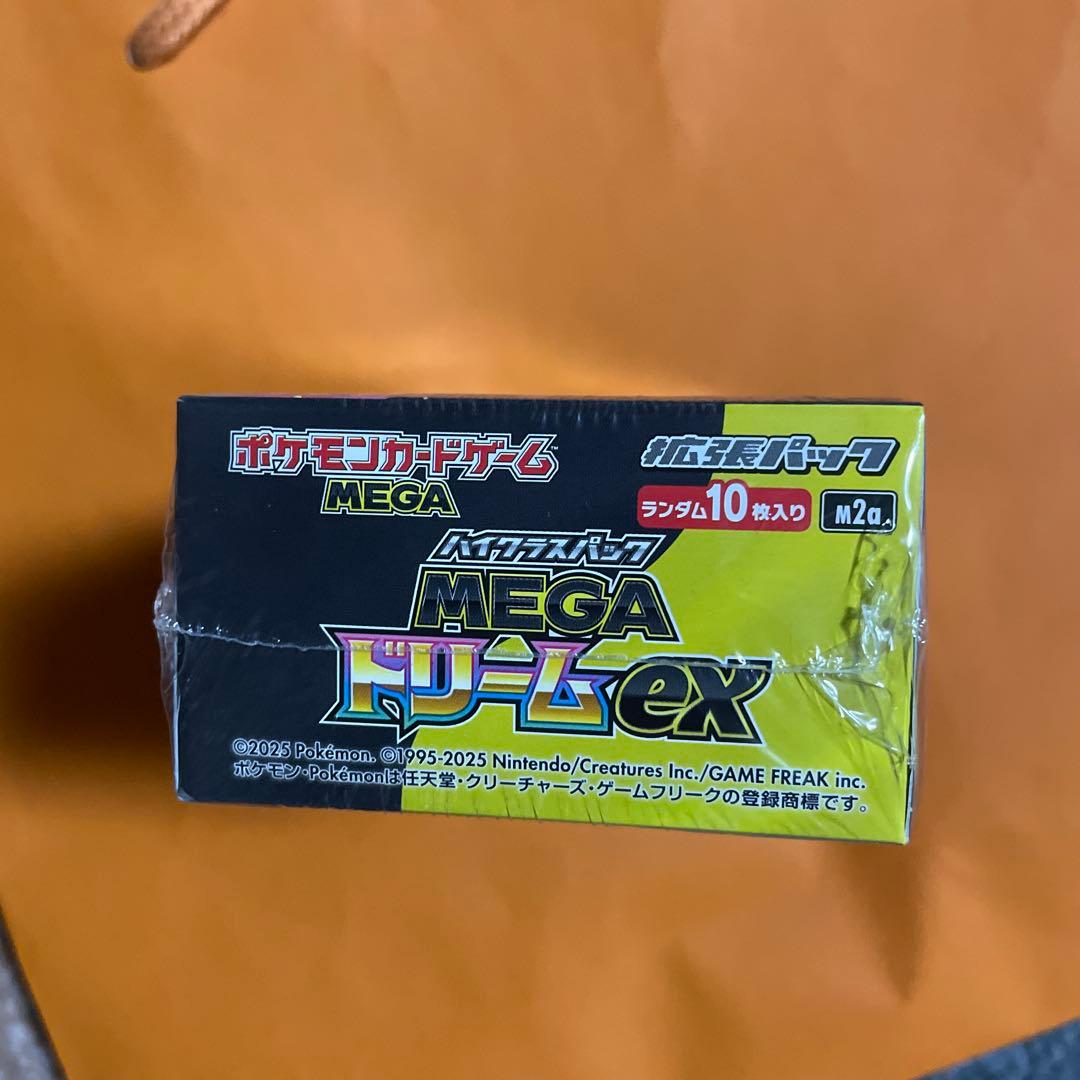 ポケモンカードゲーム™
MEGA
拡張パック
ランダム10枚入り
M2a
ハイクラスパック
MEGA
ドリームex
©2025 Pokémon. ©1995-2025 Nintendo/Creatures Inc./GAME FREAK inc.
ポケモン・Pokémonは任天堂・クリーチャーズ・ゲームフリークの登録商標です。